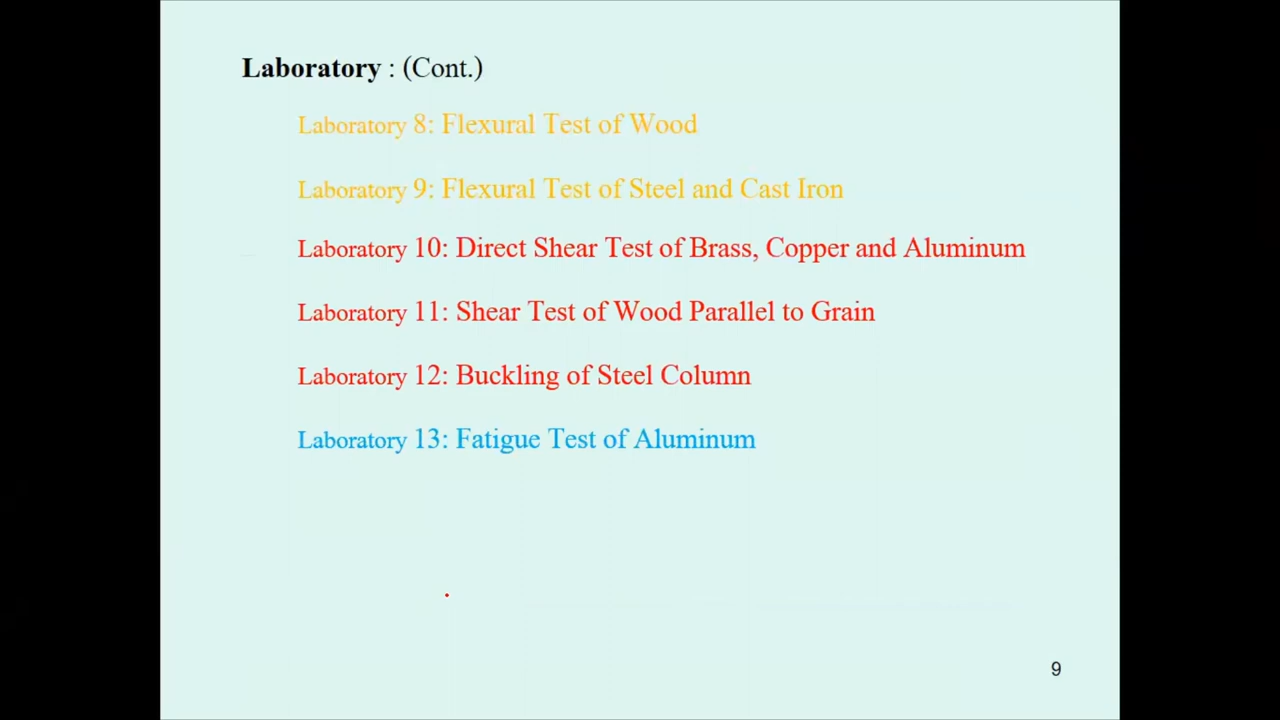 Laboratory : (Cont.)
Laboratory 8: Flexural Test of Wood
Laboratory 9: Flexural Test of Steel and Cast Iron
Laboratory 10: Direct Shear Test of Brass, Copper and Aluminum
Laboratory 11: Shear Test of Wood Parallel to Grain
Laboratory 12: Buckling of Steel Column
Laboratory 13: Fatigue Test of Aluminum
9